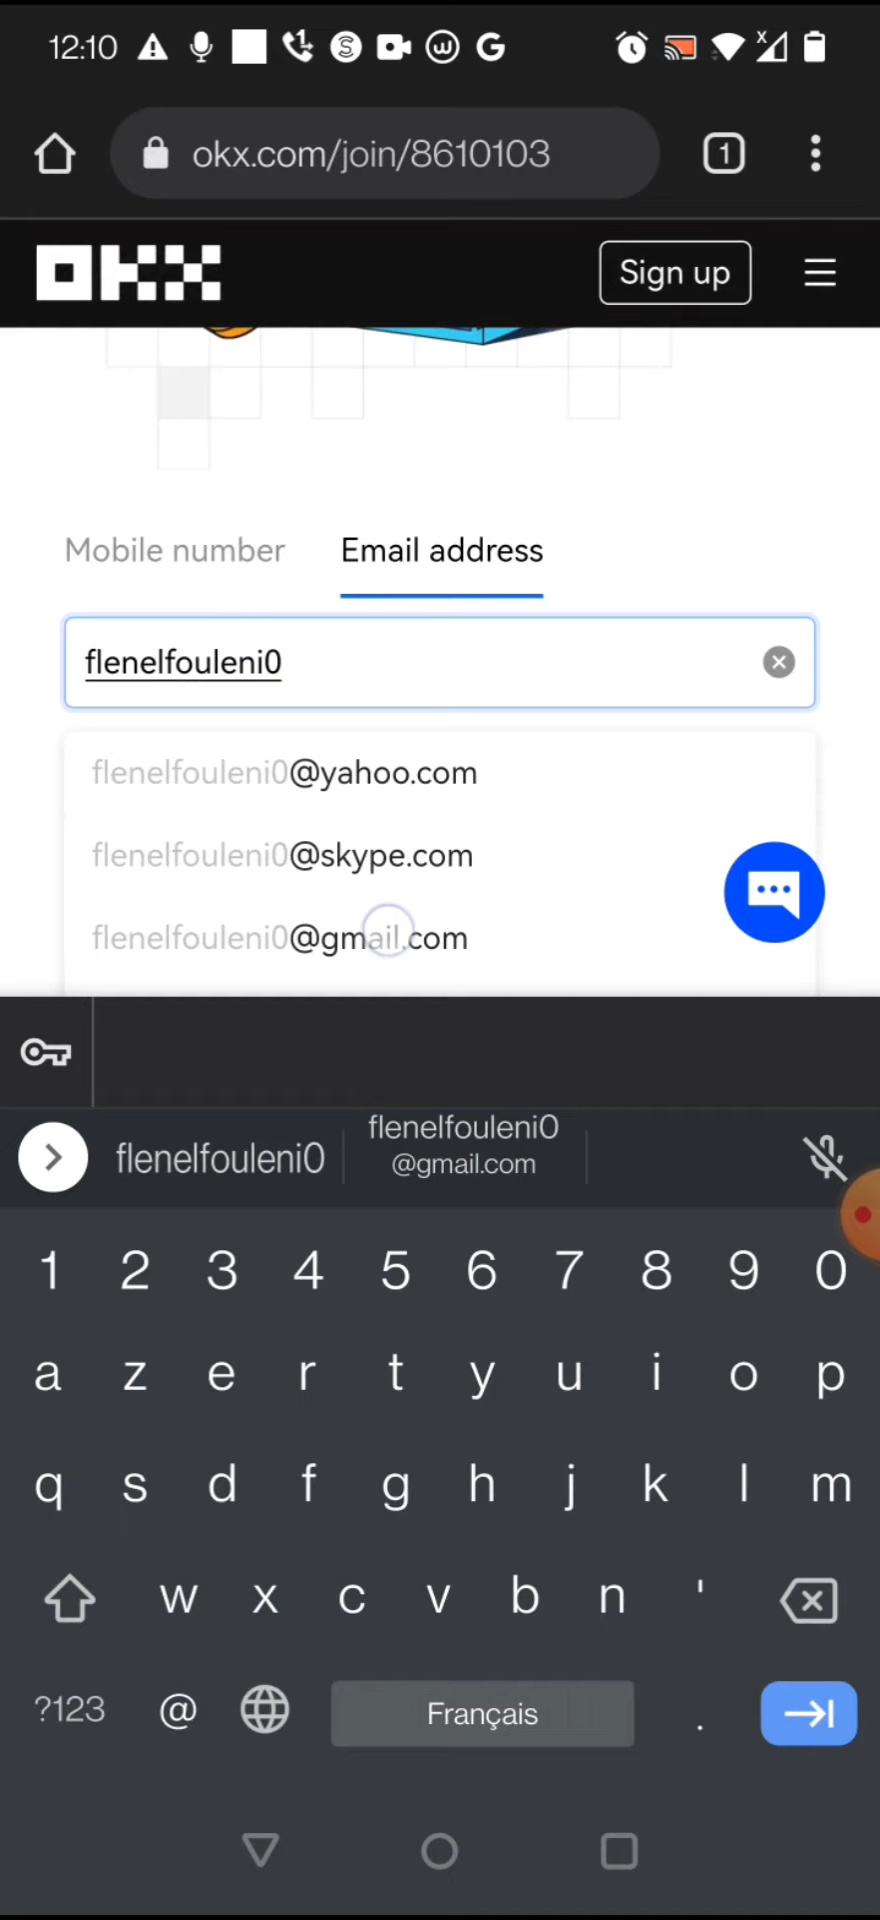 12:10
okx.com/join/8610103
1
OKX
Sign up
Mobile number
Email address
flenelfouleni0
flenelfouleni0@yahoo.com
flenelfouleni0@skype.com
flenelfouleni0@gmail.com
flenelfouleni0
flenelfouleni0
@gmail.com
1 2 3 4 5 6 7 8 9 0
a z e r t y u i o p
q s d f g h j k l m
w x c v b n '
?123 @ Français .